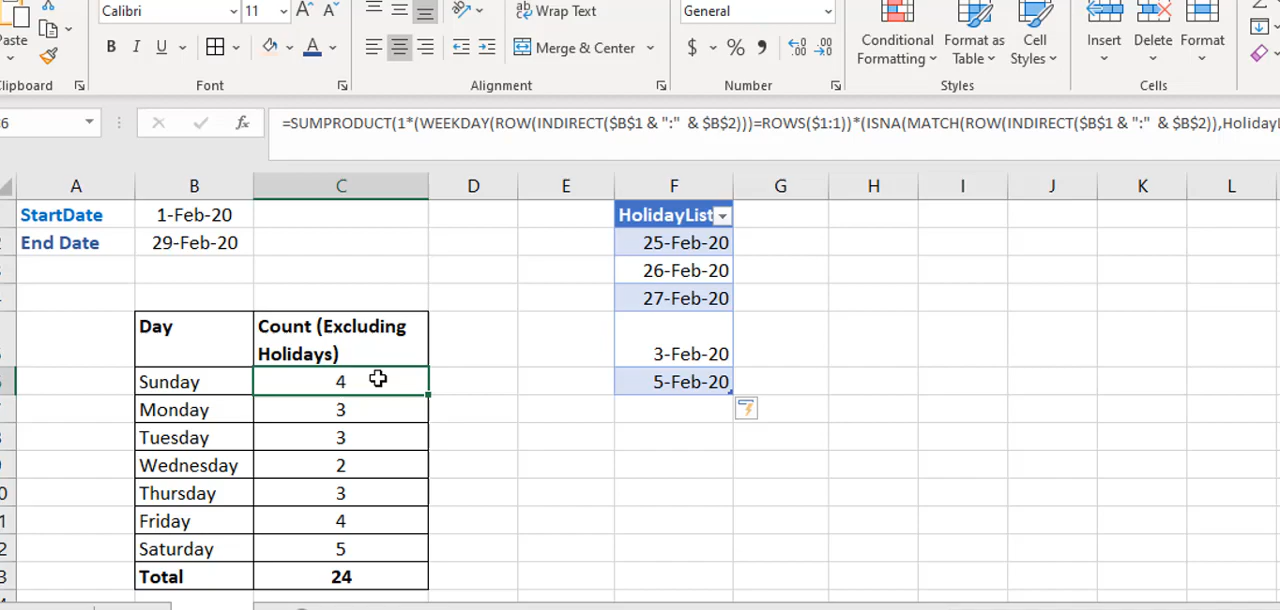 Calibri 11 A A Wrap Text General
Paste B I U A Merge & Center $ % Conditional Formatting Format as Table Cell Styles Insert Delete Format
Font Alignment Number Styles Cells
fx =SUMPRODUCT(1*(WEEKDAY(ROW(INDIRECT($B$1 & ":" & $B$2)))=ROWS($1:1))*(ISNA(MATCH(ROW(INDIRECT($B$1 & ":" & $B$2)),HolidayL
A B C D E F G H I J K L
StartDate 1-Feb-20 HolidayList
End Date 29-Feb-20 25-Feb-20
26-Feb-20
27-Feb-20
Day Count (Excluding
Holidays) 3-Feb-20
Sunday 4 5-Feb-20
Monday 3
Tuesday 3
Wednesday 2
Thursday 3
Friday 4
Saturday 5
Total 24